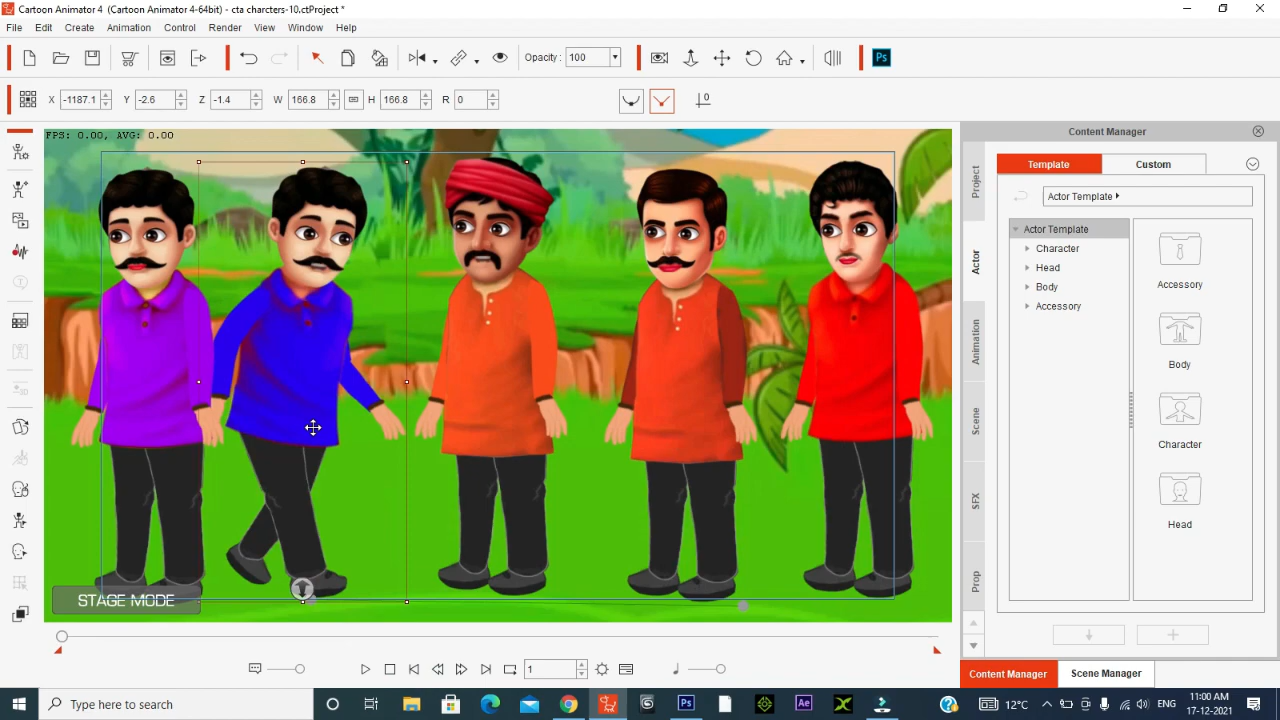 Cartoon Animator 4 (Cartoon Animator 4-64bit) - cta charcters-10.ctProject *
File Edit Create Animation Control Render View Window Help
Opacity : 100
Ps
X -1187.1 Y -2.6 Z -1.4 W 166.8 H 166.8 R 0
0
FPS: 0.00, AVG: 0.00
STAGE MODE
1
Content Manager
Template Custom
Actor Template
Project
Actor
Animation
Scene
SFX
Prop
Actor Template
Character
Head
Body
Accessory
Accessory
Body
Character
Head
Content Manager Scene Manager
Type here to search
Ps
Ae
12°C
ENG
11:00 AM
17-12-2021